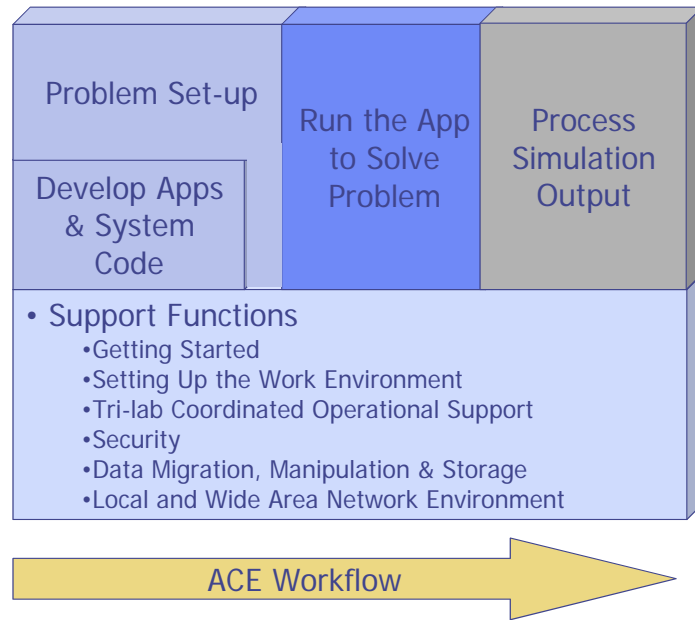 Problem Set-up
Develop Apps
& System
Code
Run the App
to Solve
Problem
Process
Simulation
Output
• Support Functions
•Getting Started
•Setting Up the Work Environment
•Tri-lab Coordinated Operational Support
•Security
•Data Migration, Manipulation & Storage
•Local and Wide Area Network Environment
ACE Workflow